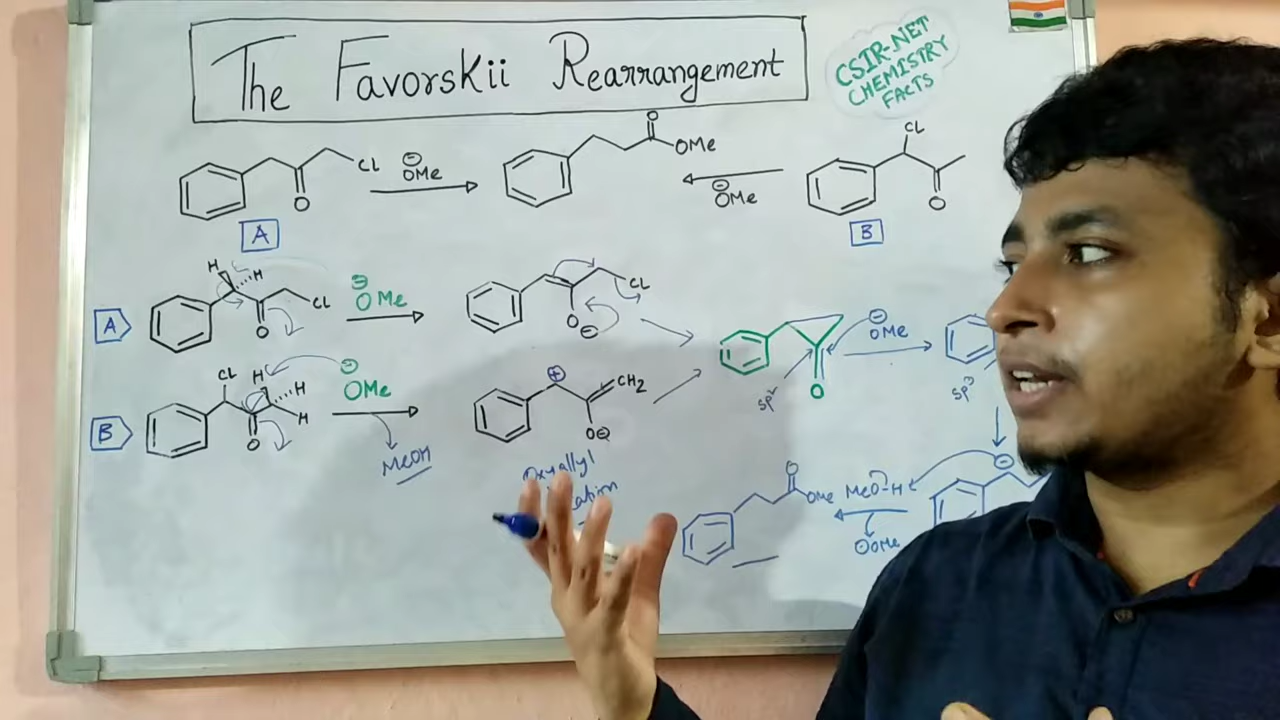 The Favorskii Rearrangement
CSIR-NET
CHEMISTRY
FACTS
Cl
O
⊖
OMe
O
OMe
⊖
OMe
Cl
O
A
B
A
H
H
O
Cl
⊖
OMe
O⊖
Cl
B
Cl
H
H
H
O
⊖
OMe
MeOH
⊕
CH2
O⊖
Oxyallyl
sp2
O
⊖
OMe
sp3
O
OMe
MeO-H
⊖OMe
⊖